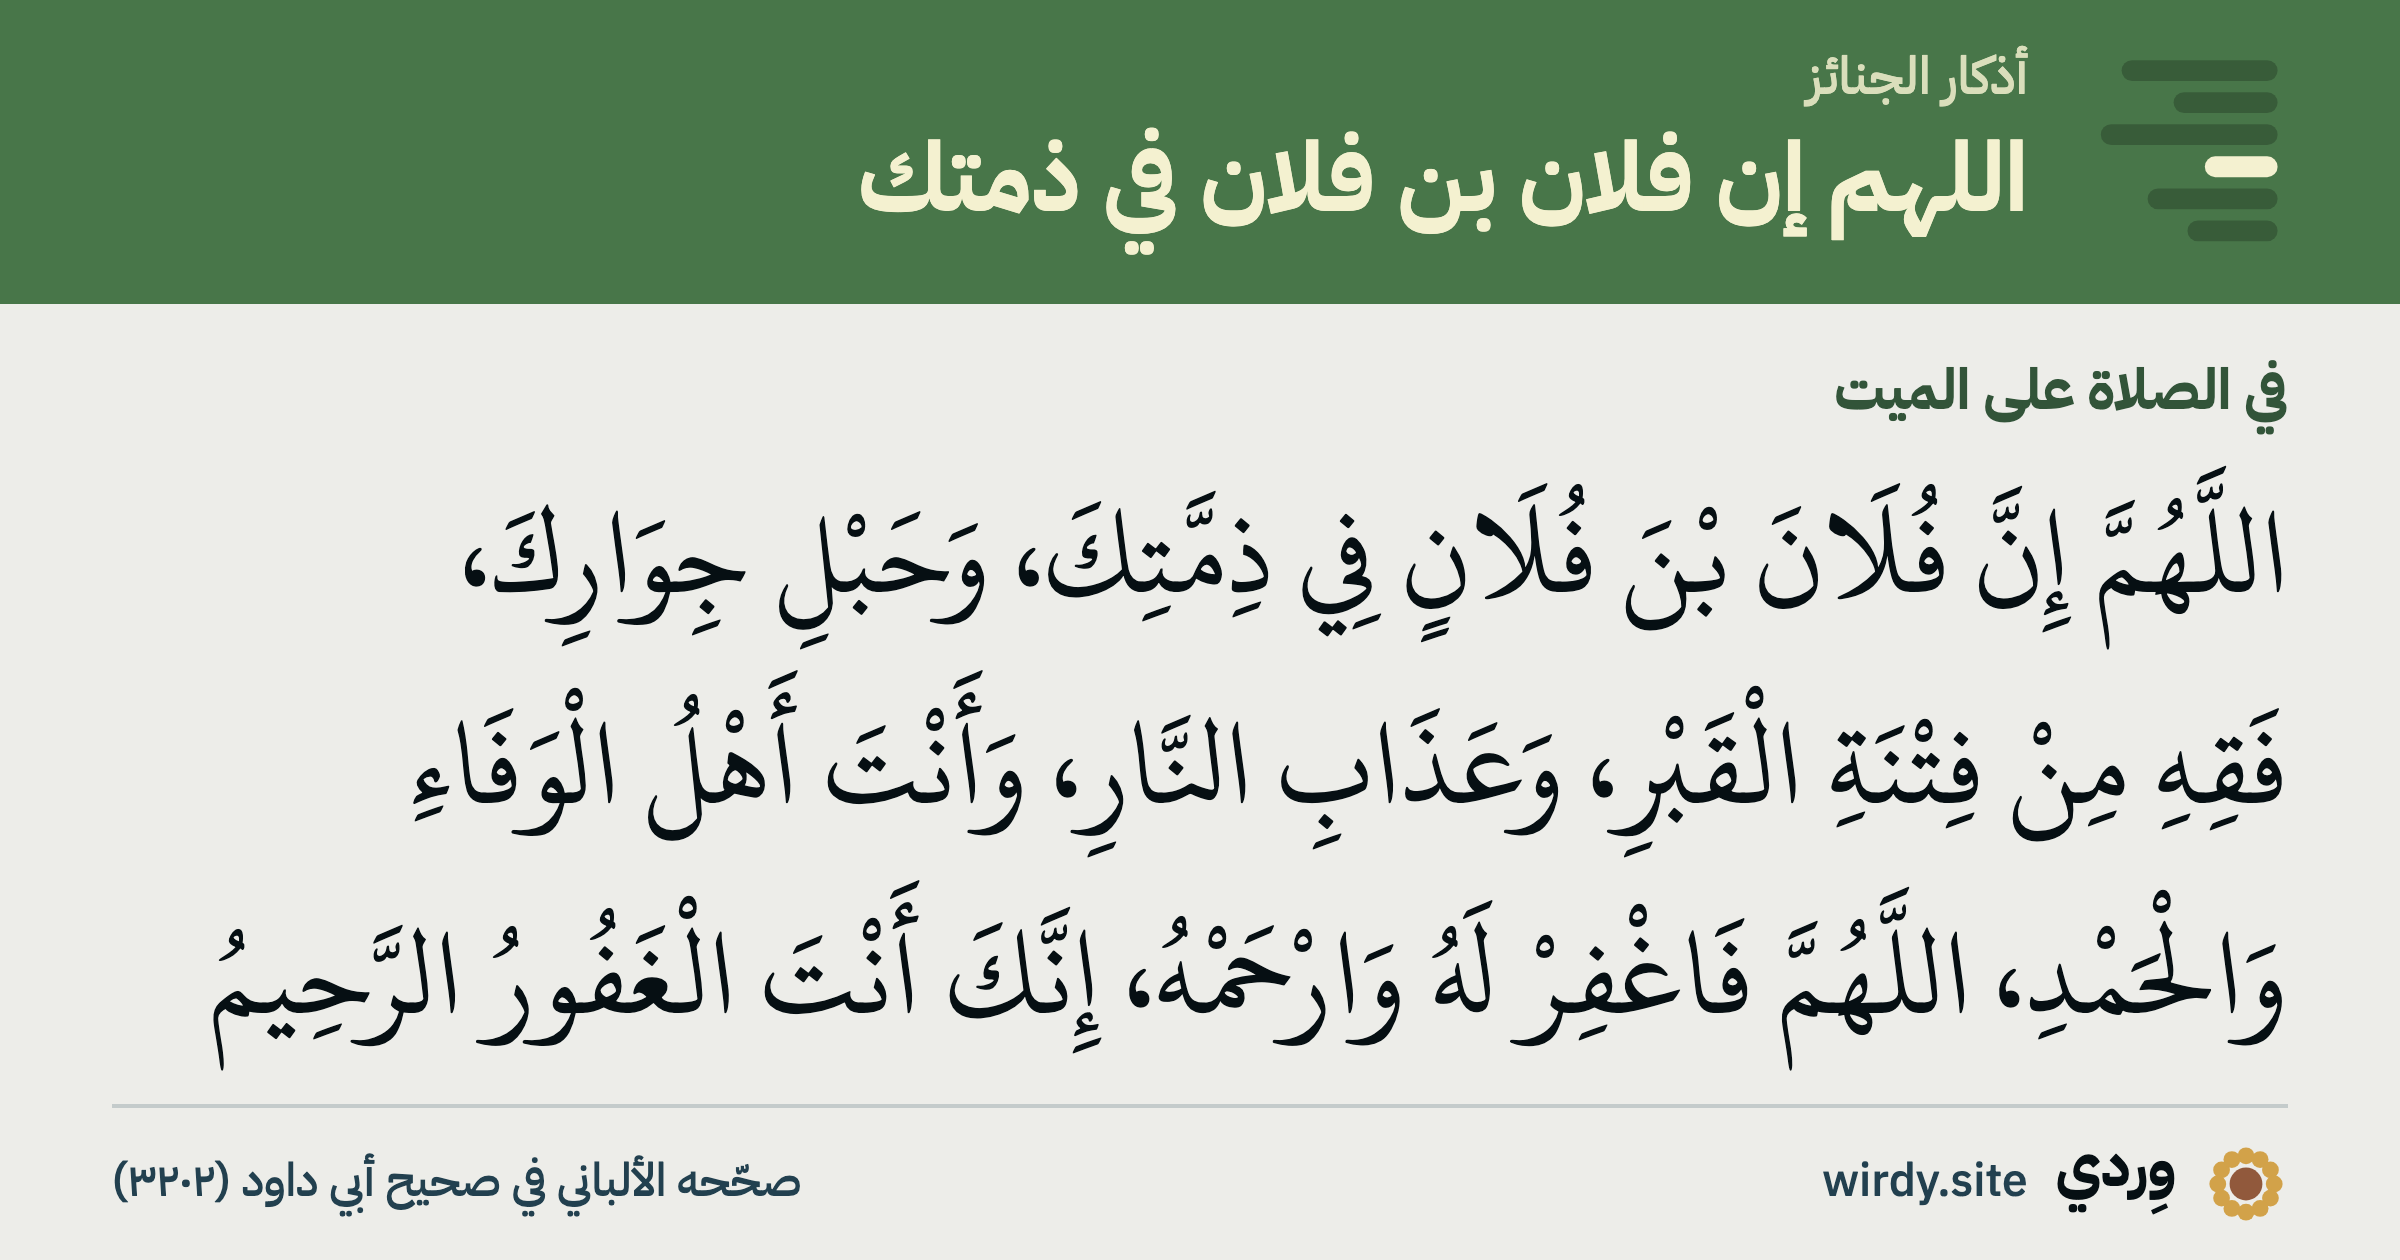 أذكار الجنائز
اللهم إن فلان بن فلان في ذمتك
في الصلاة على الميت
اللَّهُمَّ إِنَّ فُلَانَ بْنَ فُلَانٍ فِي ذِمَّتِكَ، وَحَبْلِ جِوَارِكَ،
فَقِهِ مِنْ فِتْنَةِ الْقَبْرِ، وَعَذَابِ النَّارِ، وَأَنْتَ أَهْلُ الْوَفَاءِ
وَالْحَمْدِ، اللَّهُمَّ فَاغْفِرْ لَهُ وَارْحَمْهُ، إِنَّكَ أَنْتَ الْغَفُورُ الرَّحِيمُ
وِردي wirdy.site
صحّحه الألباني في صحيح أبي داود (٣٢٠٢)